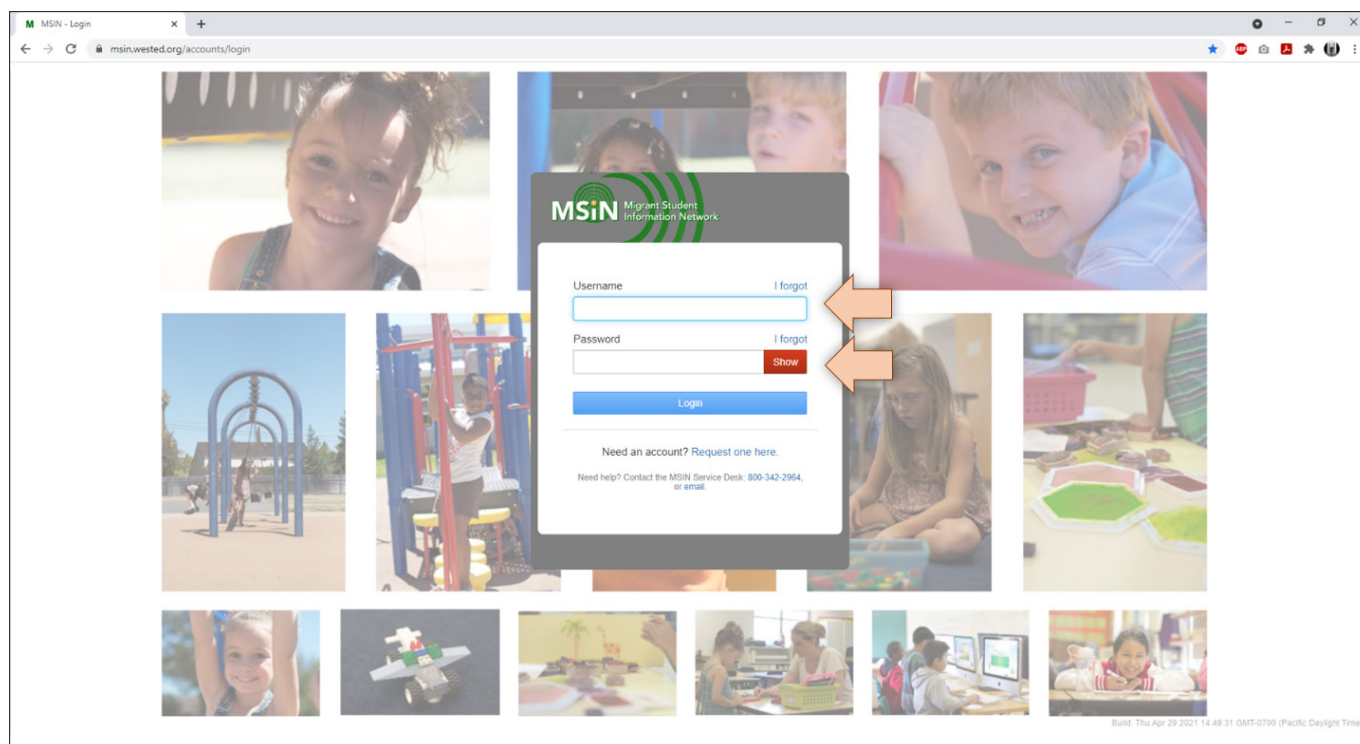 M MSIN - Login × +
msin.wested.org/accounts/login
ABP
MSiN Migrant Student
Information Network
Username I forgot
Password I forgot
Show
Login
Need an account? Request one here.
Need help? Contact the MSIN Service Desk: 800-342-2964,
or email.
Build: Thu Apr 29 2021 14:49:31 GMT-0700 (Pacific Daylight Time